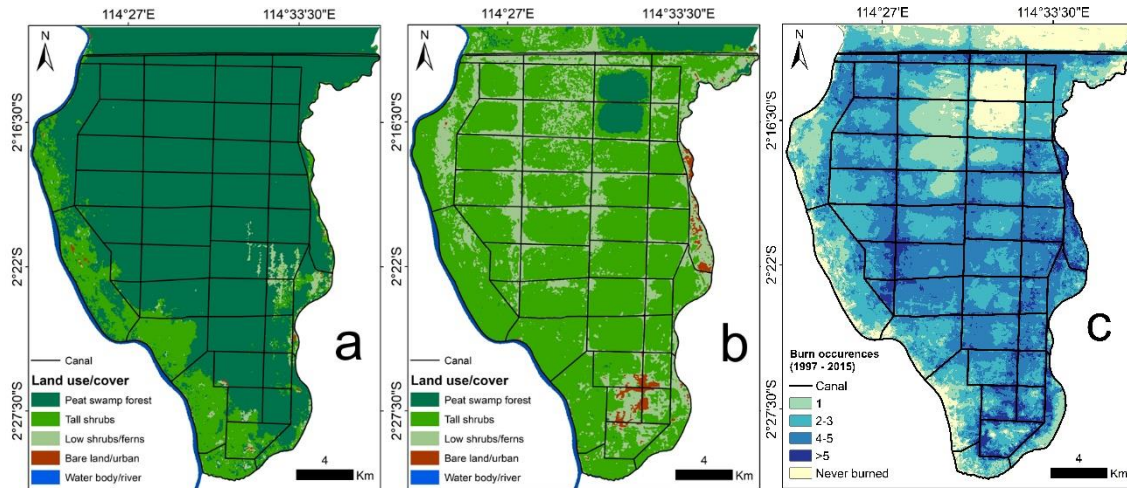 114°27'E
114°33'30"E
114°27'E
114°33'30"E
114°27'E
114°33'30"E
N
N
N
2°16'30"S
2°16'30"S
2°16'30"S
2°22'S
2°22'S
2°22'S
2°27'30"S
2°27'30"S
2°27'30"S
a
Canal
Land use/cover
Peat swamp forest
Tall shrubs
Low shrubs/ferns
Bare land/urban
Water body/river
4
Km
b
Canal
Land use/cover
Peat swamp forest
Tall shrubs
Low shrubs/ferns
Bare land/urban
Water body/river
4
Km
c
Burn occurences
(1997 - 2015)
Canal
1
2-3
4-5
>5
Never burned
4
Km